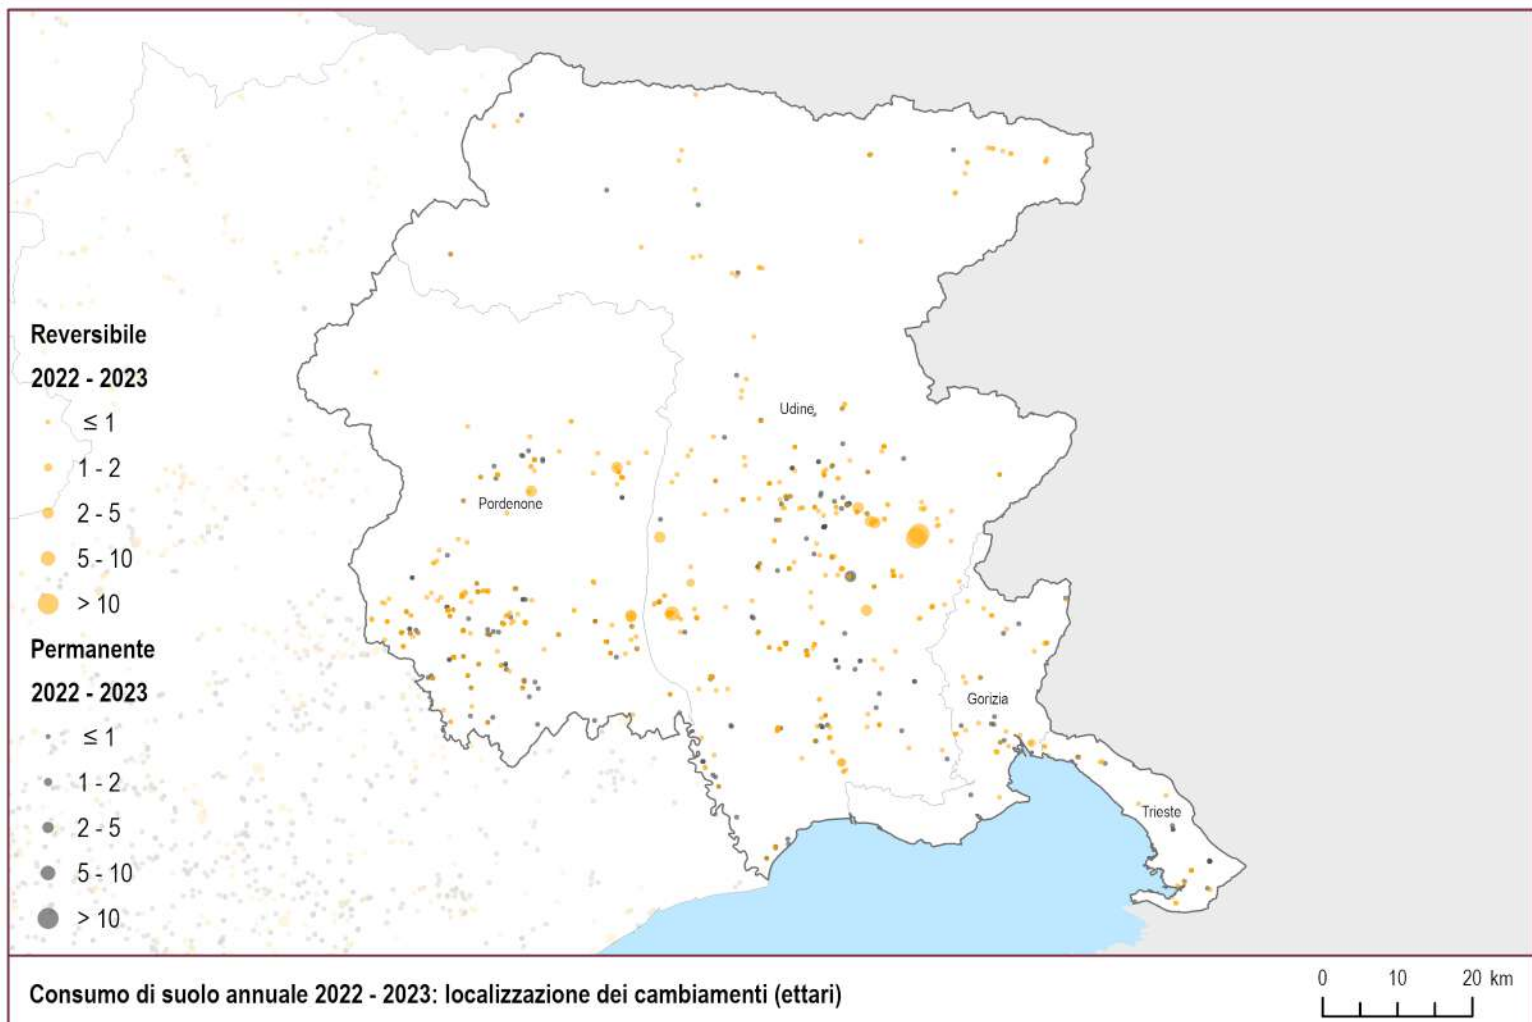 Udine
Pordenone
Gorizia
Trieste
Reversibile
2022 - 2023
≤ 1
1 - 2
2 - 5
5 - 10
> 10
Permanente
2022 - 2023
≤ 1
1 - 2
2 - 5
5 - 10
> 10
Consumo di suolo annuale 2022 - 2023: localizzazione dei cambiamenti (ettari)
0 10 20 km